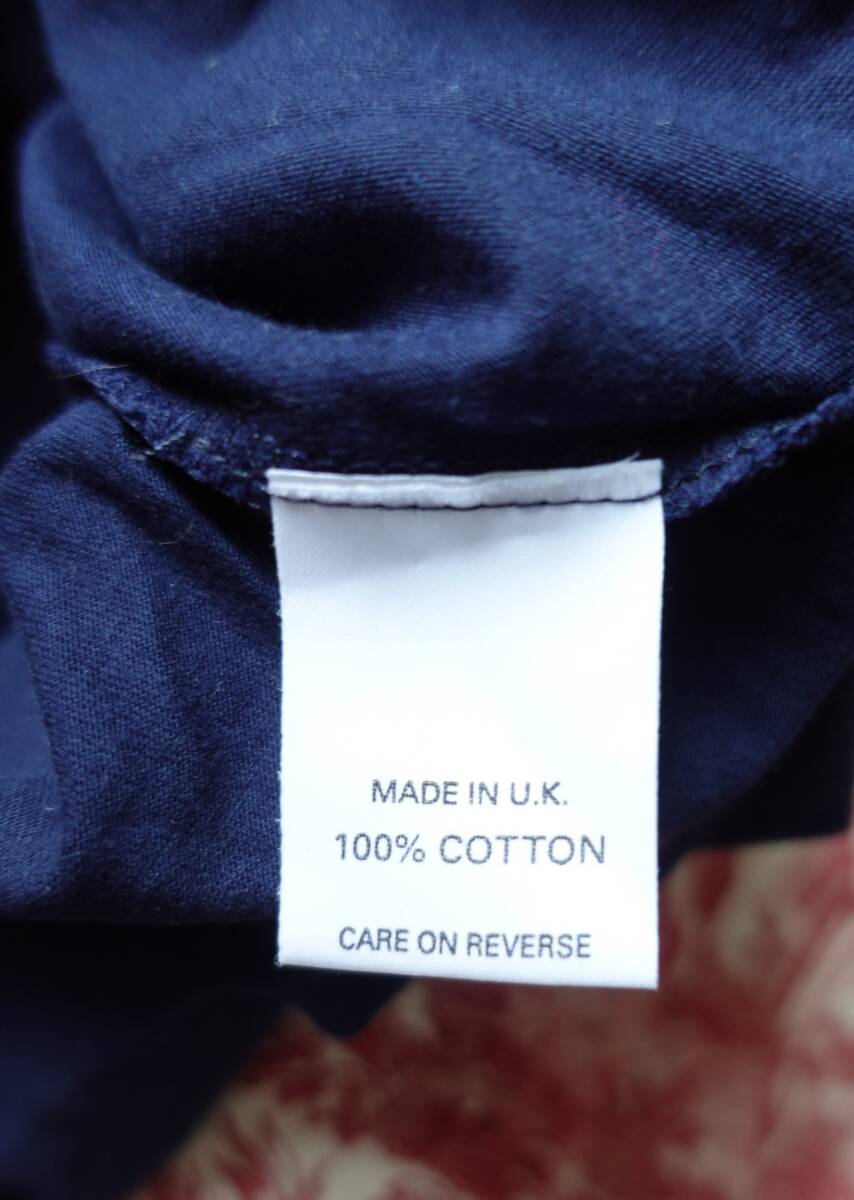 MADE IN U.K.
100% COTTON
CARE ON REVERSE